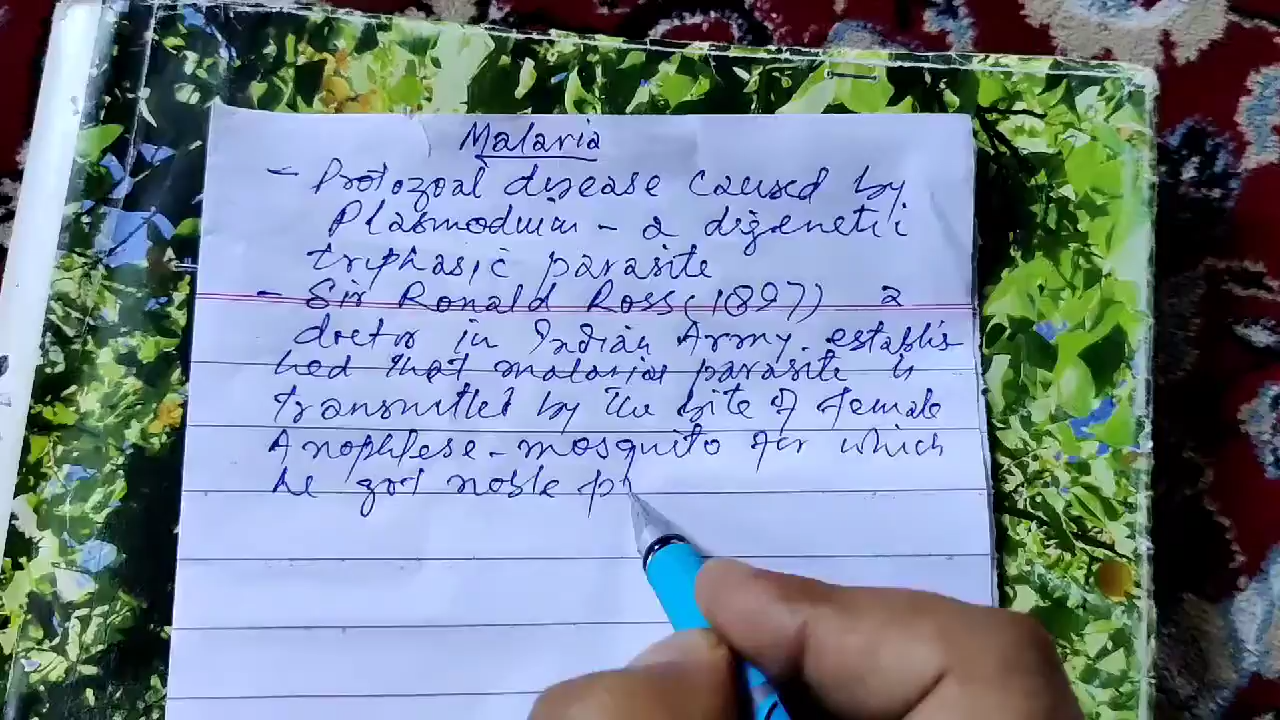 Malaria
- Protozoal disease caused by
Plasmodium - a digenetic
triphasic parasite
- Sir Ronald Ross (1897) a
doctor in Indian Army. establis
hed that malarial parasite is
transmitted by the bite of female
Anophlese - mosquito for which
he got noble p